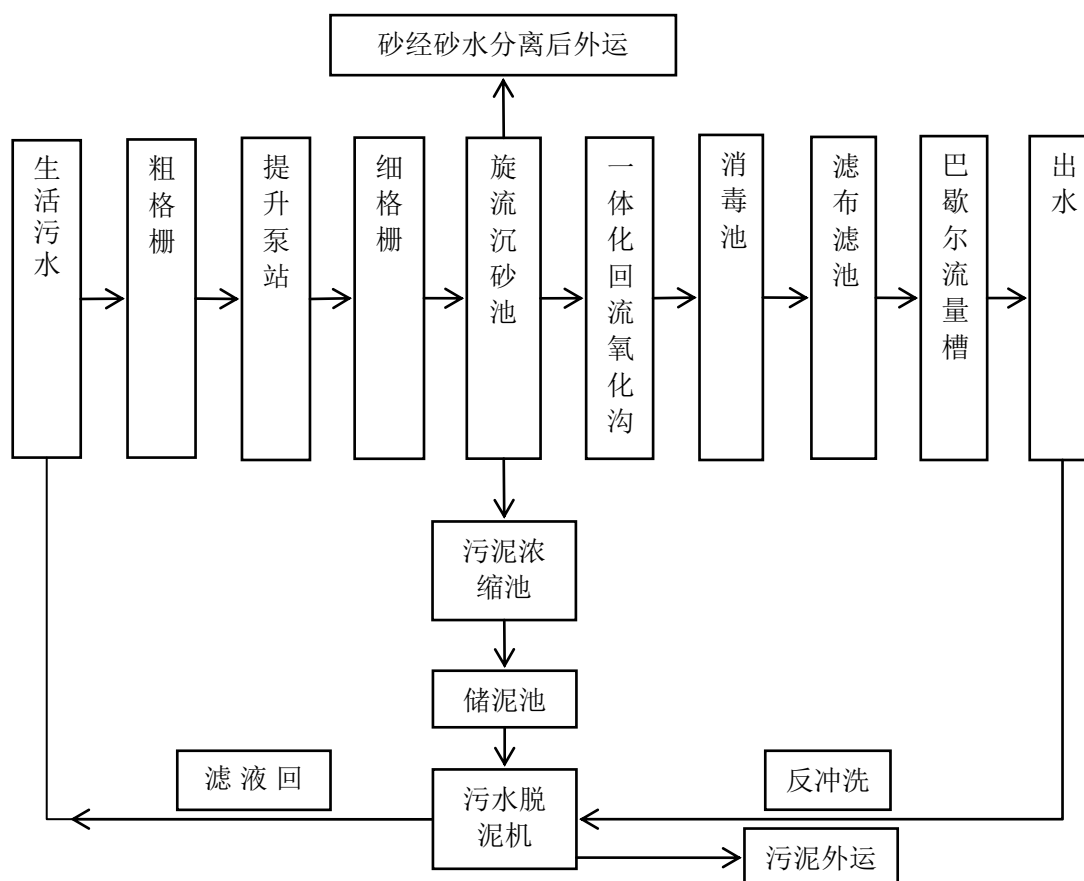 砂经砂水分离后外运
生活污水
粗格栅
提升泵站
细格栅
旋流沉砂池
一体化回流氧化沟
消毒池
滤布滤池
巴歇尔流量槽
出水
污泥浓
缩池
储泥池
滤液回
反冲洗
污水脱
泥机
污泥外运